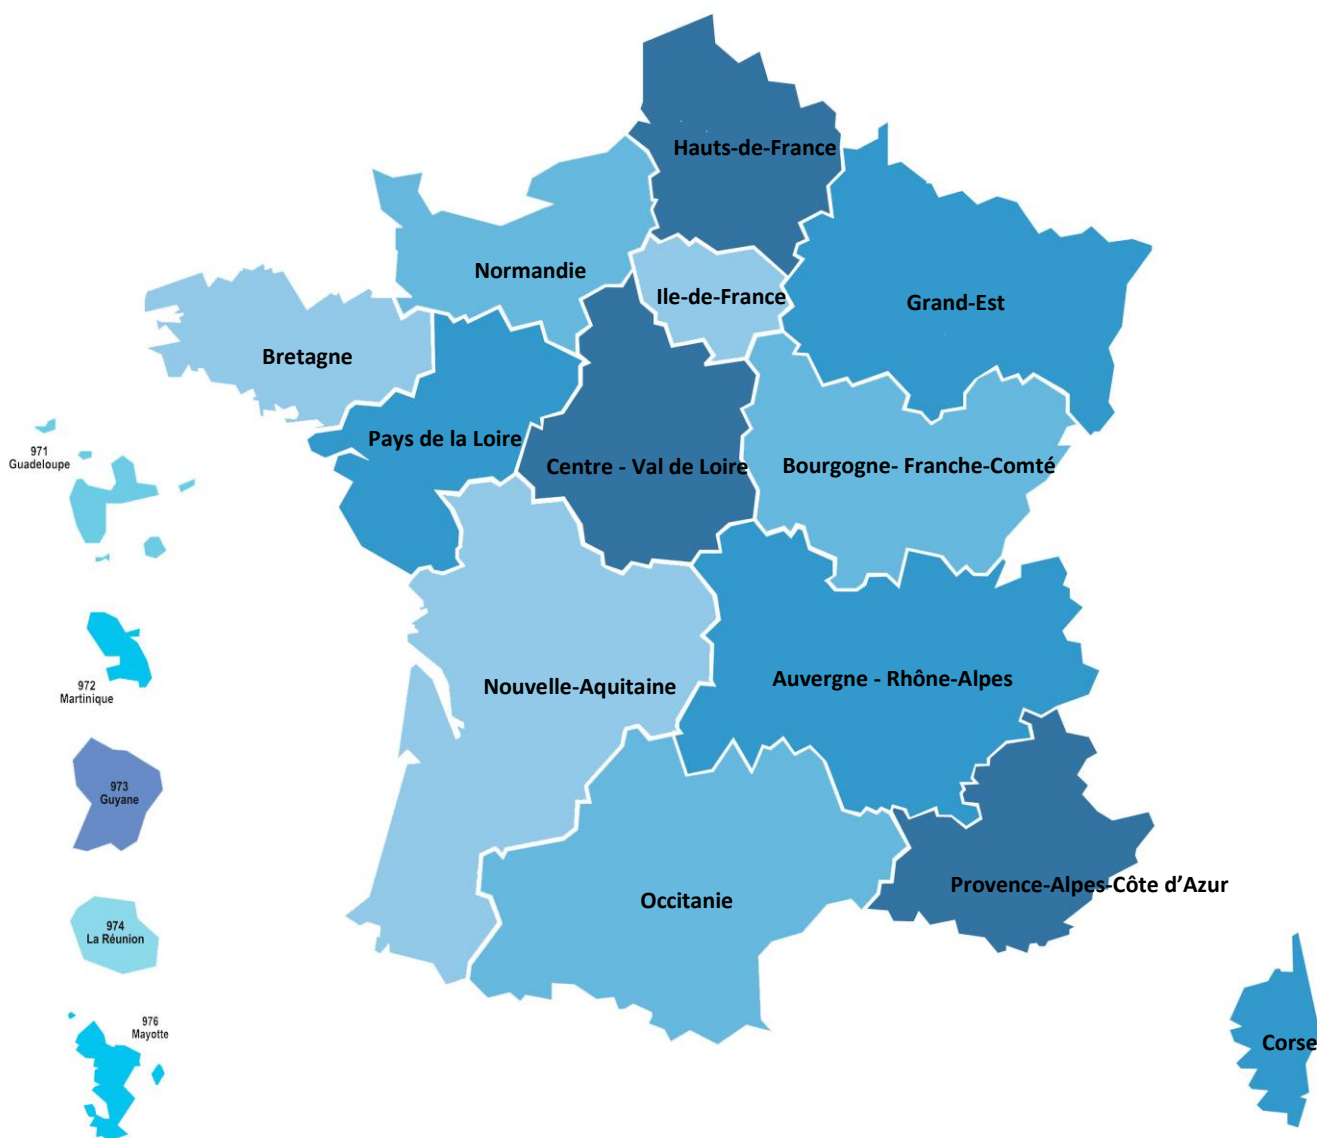 Hauts-de-France
Normandie
Ile-de-France
Grand-Est
Bretagne
Pays de la Loire
Centre - Val de Loire
Bourgogne- Franche-Comté
971
Guadeloupe
972
Martinique
Nouvelle-Aquitaine
Auvergne - Rhône-Alpes
973
Guyane
Occitanie
Provence-Alpes-Côte d’Azur
974
La Réunion
976
Mayotte
Corse